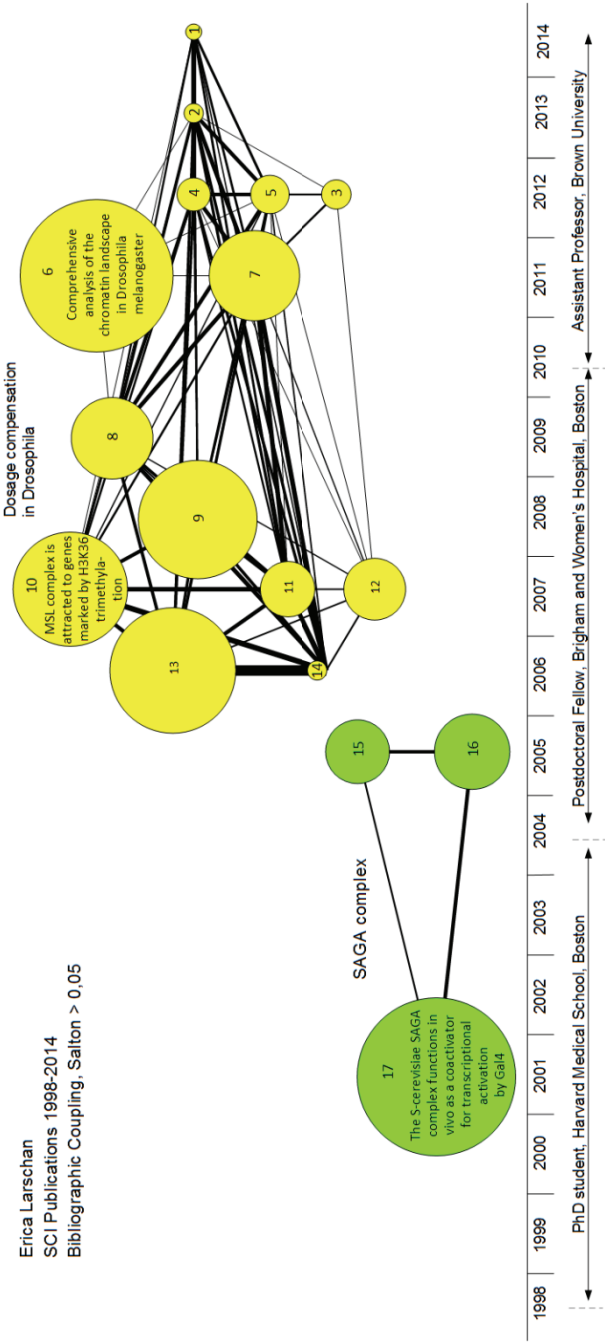 Erica Larschan
SCI Publications 1998-2014
Bibliographic Coupling, Salton > 0,05
Dosage compensation
in Drosophila
SAGA complex
1
2
3
4
5
6
Comprehensive
analysis of the
chromatin landscape
in Drosophila
melanogaster
7
8
9
10
MSL complex is
attracted to genes
marked by H3K36
trimethyla-
tion
11
12
13
14
15
16
17
The S-cerevisiae SAGA
complex functions in
vivo as a coactivator
for transcriptional
activation
by Gal4
1998 1999 2000 2001 2002 2003 2004 2005 2006 2007 2008 2009 2010 2011 2012 2013 2014
PhD student, Harvard Medical School, Boston
Postdoctoral Fellow, Brigham and Women's Hospital, Boston
Assistant Professor, Brown University